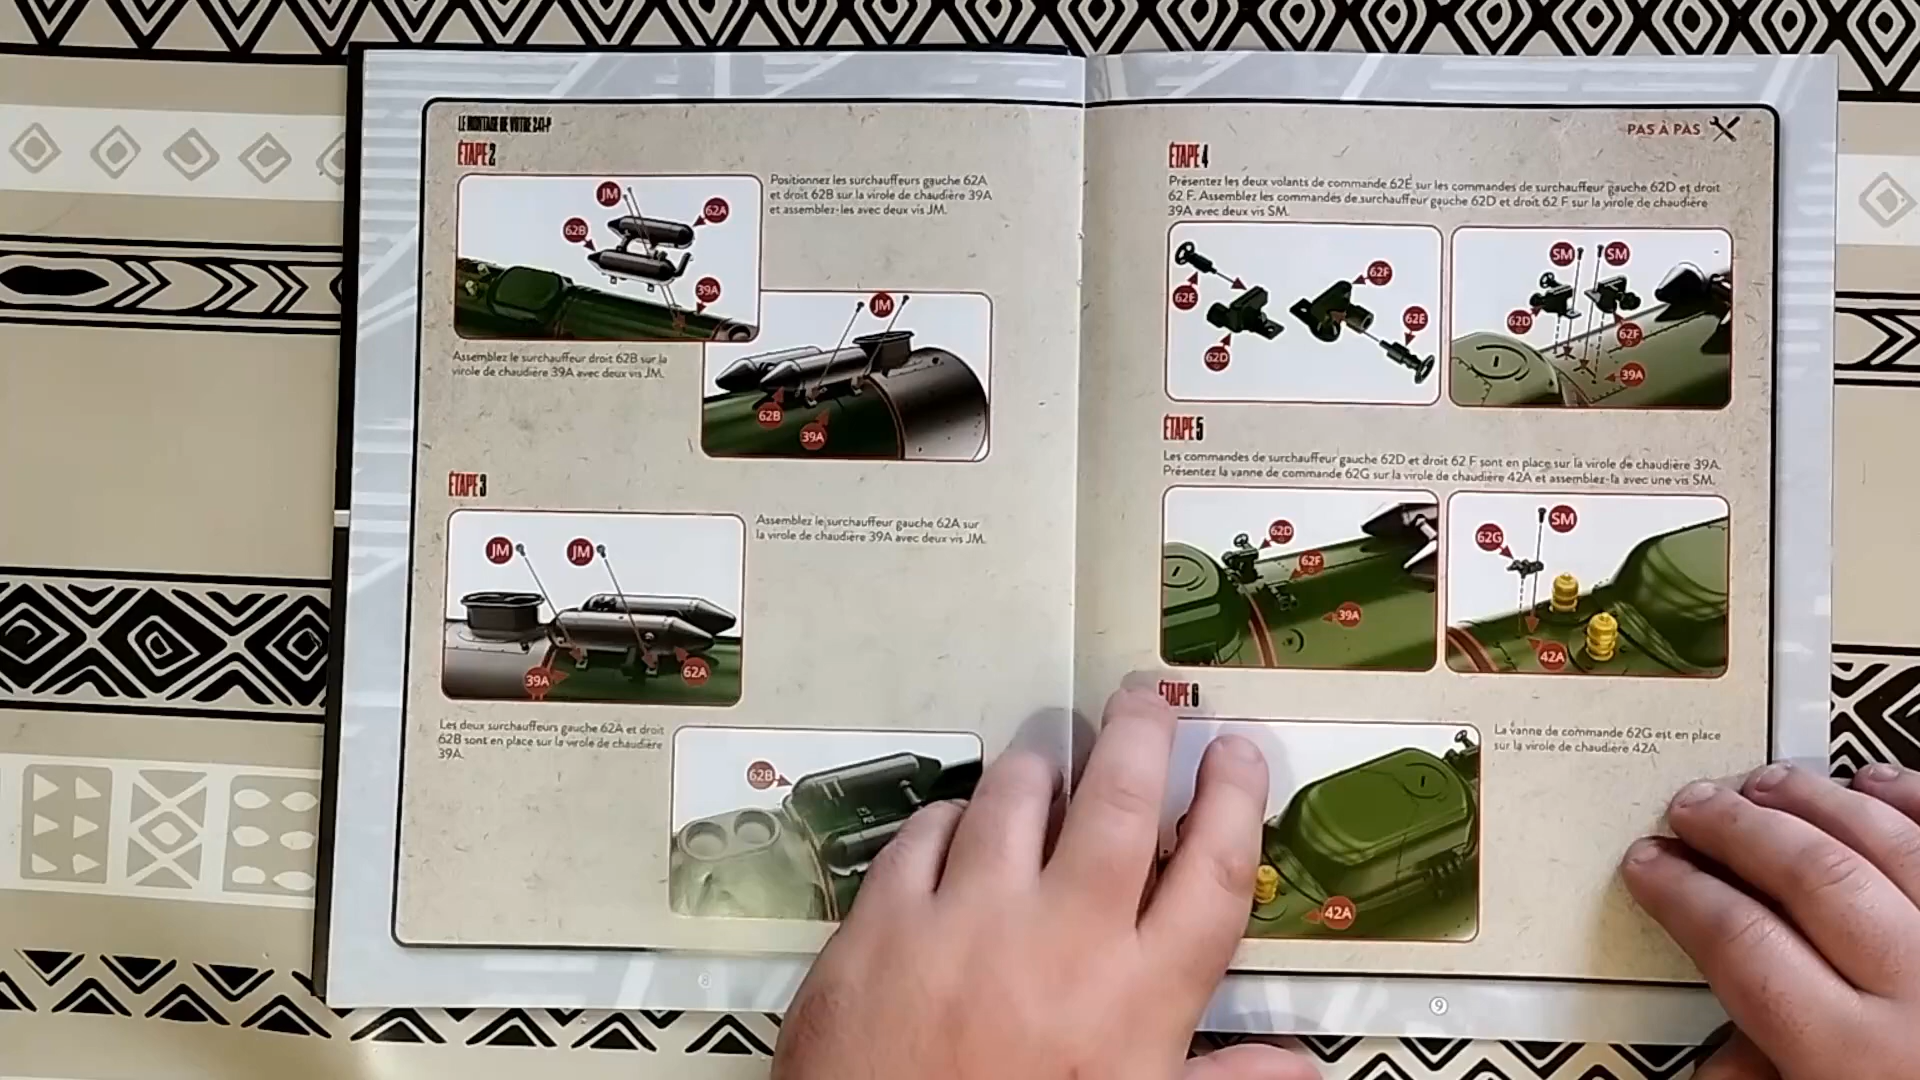 LE MONTAGE DE VOTRE 241-P
ÉTAPE 2
JM
62A
62B
39A
Positionnez les surchauffeurs gauche 62A
et droit 62B sur la virole de chaudière 39A
et assemblez-les avec deux vis JM.
Assemblez le surchauffeur droit 62B sur la
virole de chaudière 39A avec deux vis JM.
JM
62B
39A
ÉTAPE 3
JM
JM
39A
62A
Assemblez le surchauffeur gauche 62A sur
la virole de chaudière 39A avec deux vis JM.
Les deux surchauffeurs gauche 62A et droit
62B sont en place sur la virole de chaudière
39A.
62B
8
PAS À PAS
ÉTAPE 4
Présentez les deux volants de commande 62E sur les commandes de surchauffeur gauche 62D et droit
62 F. Assemblez les commandes de surchauffeur gauche 62D et droit 62 F sur la virole de chaudière
39A avec deux vis SM.
62E
62D
62F
62E
SM
SM
62D
62F
39A
ÉTAPE 5
Les commandes de surchauffeur gauche 62D et droit 62 F sont en place sur la virole de chaudière 39A.
Présentez la vanne de commande 62G sur la virole de chaudière 42A et assemblez-la avec une vis SM.
62D
62F
39A
SM
62G
42A
ÉTAPE 6
La vanne de commande 62G est en place
sur la virole de chaudière 42A.
42A
9